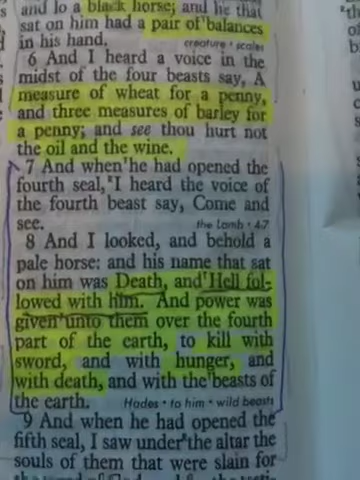 and lo a black horse; and he that
sat on him had a pair of balances
in his hand. creature • scales
6 And I heard a voice in the
midst of the four beasts say, A
measure of wheat for a penny,
and three measures of barley for
a penny; and see thou hurt not
the oil and the wine.
7 And when he had opened the
fourth seal, I heard the voice of
the fourth beast say, Come and
see. the Lamb • 4:7
8 And I looked, and behold a
pale horse: and his name that sat
on him was Death, and Hell fol-
lowed with him. And power was
given unto them over the fourth
part of the earth, to kill with
sword, and with hunger, and
with death, and with the beasts of
the earth. Hades • to him • wild beasts
9 And when he had opened the
fifth seal, I saw under the altar the
souls of them that were slain for